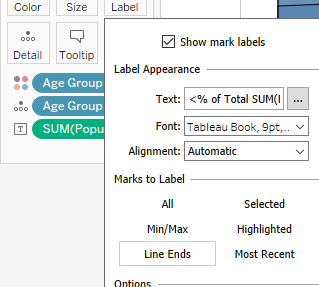 Color Size Label
Show mark labels
Detail Tooltip
Label Appearance
Age Group
Text: <% of Total SUM( ...
Age Group
Font: Tableau Book, 9pt,...
SUM(Popu
Alignment: Automatic
Marks to Label
All Selected
Min/Max Highlighted
Line Ends Most Recent
Options